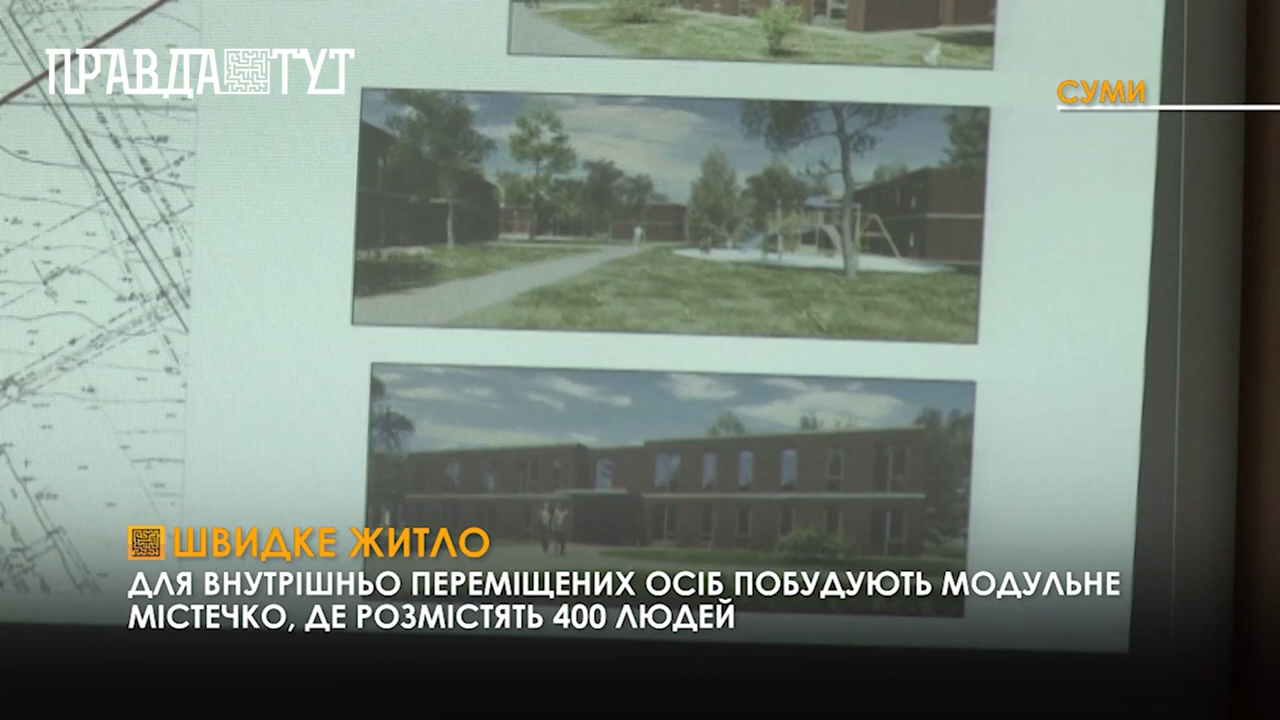 ПРАВДА ТУТ
СУМИ
ШВИДКЕ ЖИТЛО
ДЛЯ ВНУТРІШНЬО ПЕРЕМІЩЕНИХ ОСІБ ПОБУДУЮТЬ МОДУЛЬНЕ
МІСТЕЧКО, ДЕ РОЗМІСТЯТЬ 400 ЛЮДЕЙ